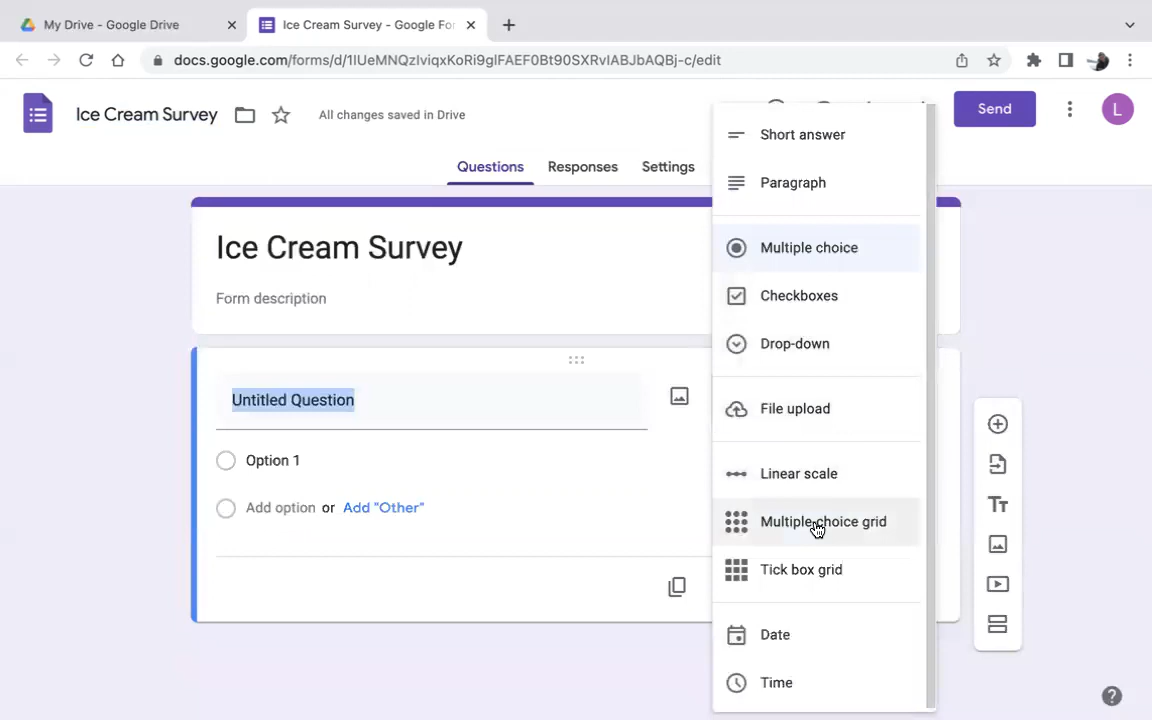 My Drive - Google Drive
Ice Cream Survey - Google For
docs.google.com/forms/d/1IUeMNQzIviqxKoRi9glFAEF0Bt90SXRvIABJbAQBj-c/edit
Ice Cream Survey
All changes saved in Drive
Send
L
Questions
Responses
Settings
Ice Cream Survey
Form description
Untitled Question
Option 1
Add option or Add "Other"
Short answer
Paragraph
Multiple choice
Checkboxes
Drop-down
File upload
Linear scale
Multiple choice grid
Tick box grid
Date
Time
Tt